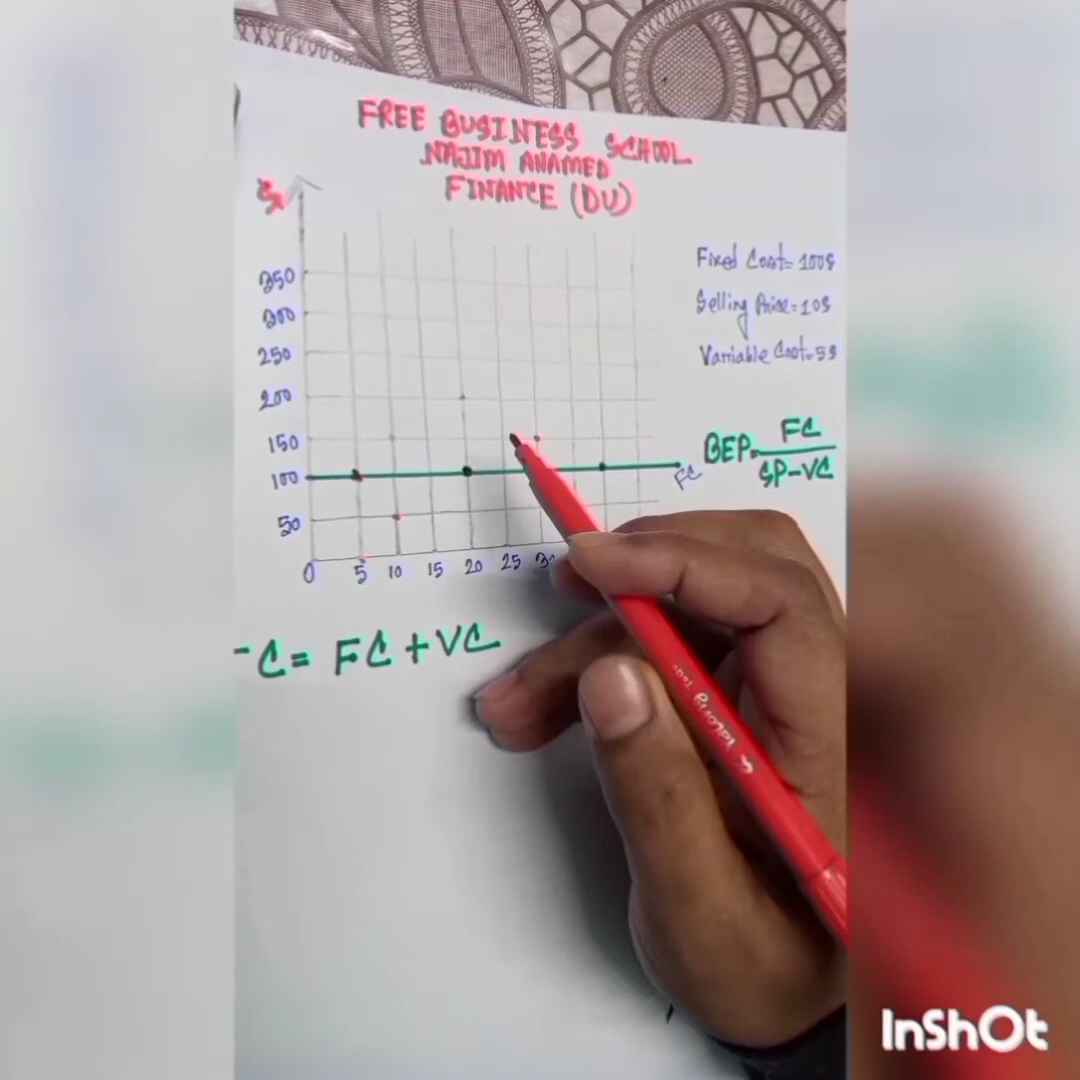 FREE BUSINESS SCHOOL
NAJIM AHAMED
FINANCE (DU)
$
350
300
250
200
150
100
50
0 5 10 15 20 25
FC
Fixed Cost= 100$
Selling Price= 10$
Variable Cost= 5$
BEP= FC
SP-VC
C= FC+VC
InShOt